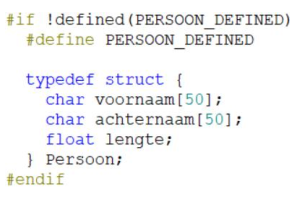 #if !defined(PERSOON_DEFINED)
  #define PERSOON_DEFINED
  typedef struct {
    char voornaam[50];
    char achternaam[50];
    float lengte;
  } Persoon;
#endif